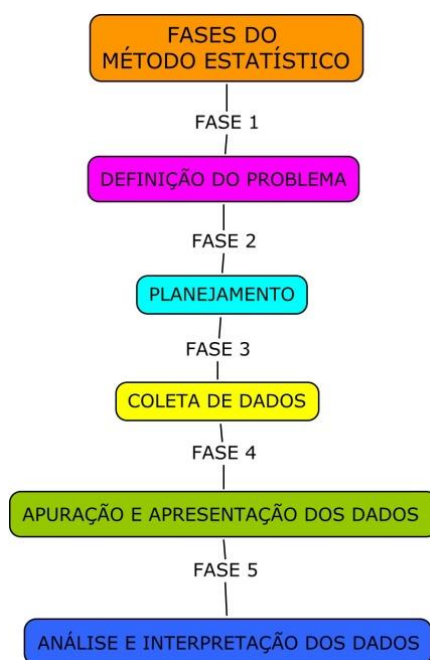 FASES DO
MÉTODO ESTATÍSTICO
FASE 1
DEFINIÇÃO DO PROBLEMA
FASE 2
PLANEJAMENTO
FASE 3
COLETA DE DADOS
FASE 4
APURAÇÃO E APRESENTAÇÃO DOS DADOS
FASE 5
ANÁLISE E INTERPRETAÇÃO DOS DADOS